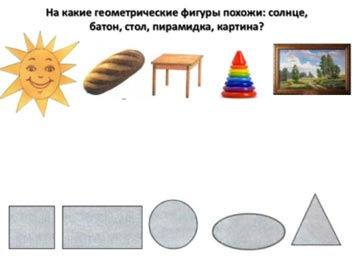 На какие геометрические фигуры похожи: солнце,
батон, стол, пирамидка, картина?